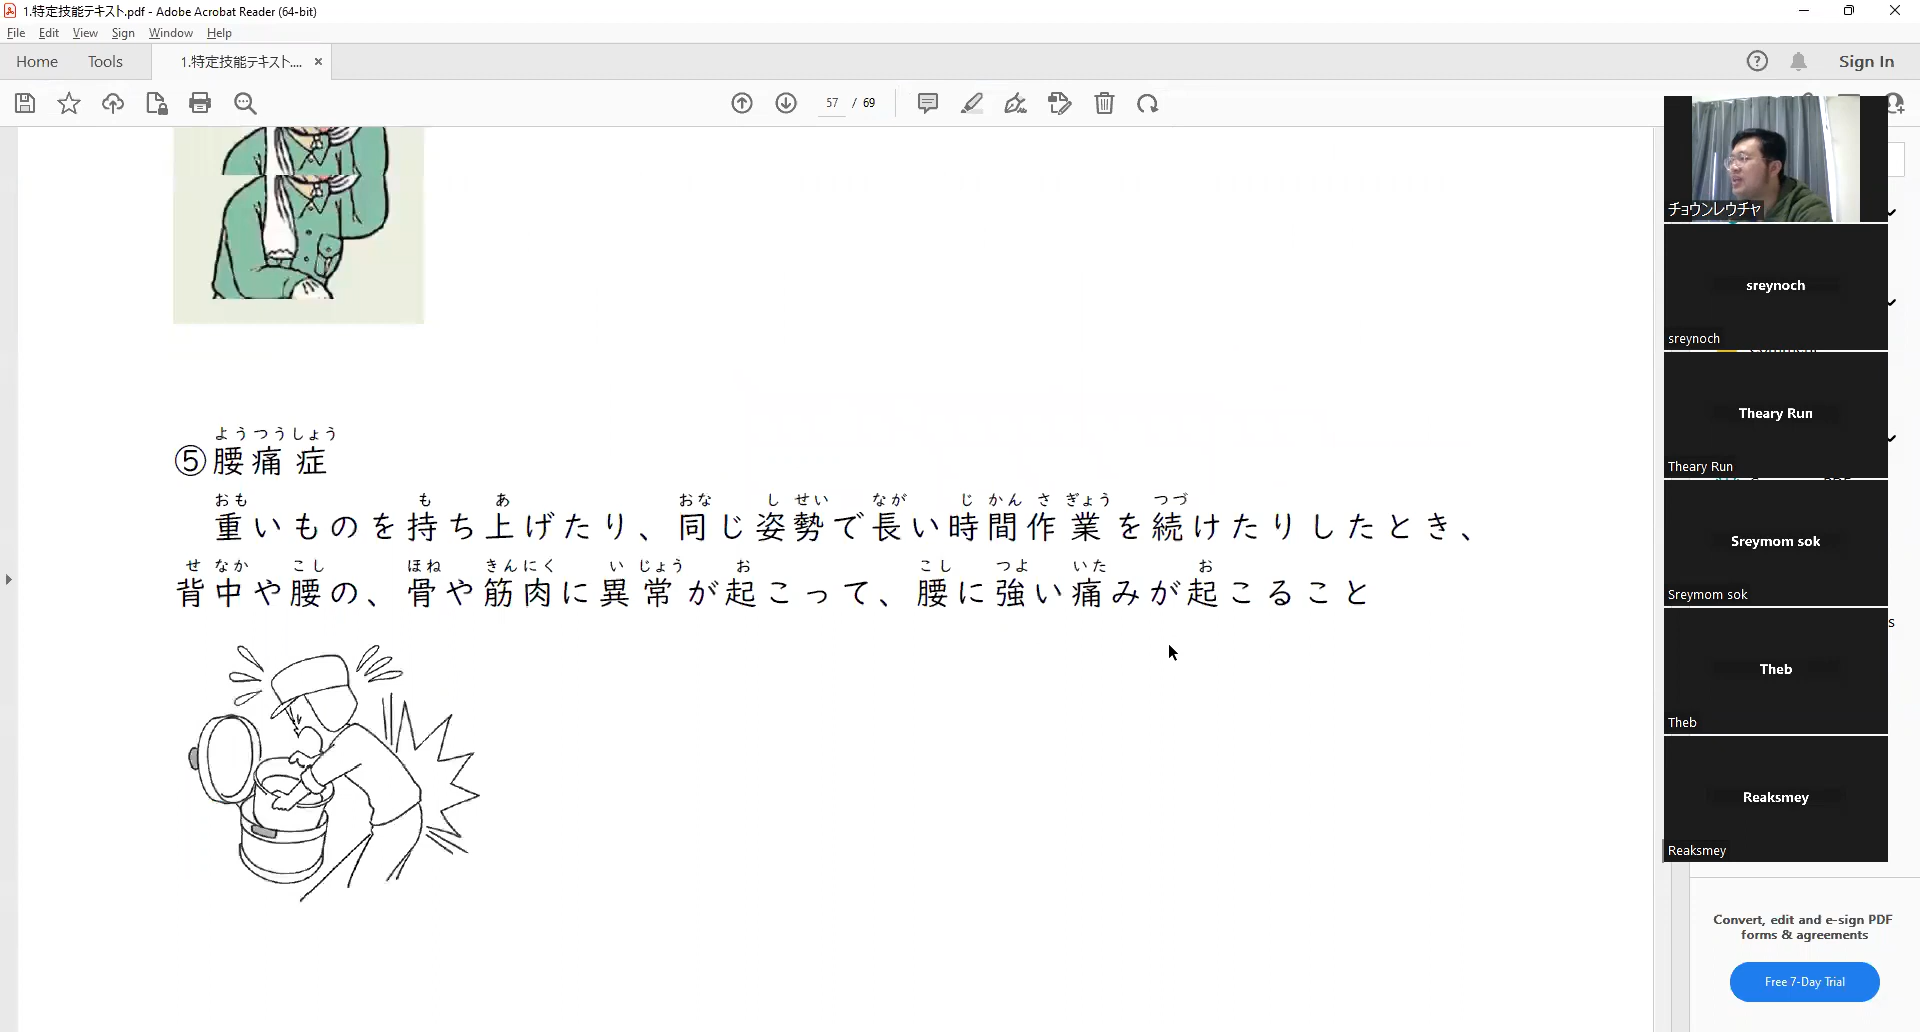 1.特定技能テキスト.pdf - Adobe Acrobat Reader (64-bit)
File Edit View Sign Window Help
Home Tools 1.特定技能テキスト.... × Sign In
57 / 69
チョウンレウチャ
sreynoch
sreynoch
Theary Run
Theary Run
Sreymom sok
Sreymom sok
Theb
Theb
Reaksmey
Reaksmey
ようつうしょう
⑤腰痛症
おも も あ おな し せい なが じ かん さ ぎょう つづ
重いものを持ち上げたり、同じ姿勢で長い時間作業を続けたりしたとき、
せ なか こし ほね きんにく い じょう お こし つよ いた お
背中や腰の、骨や筋肉に異常が起こって、腰に強い痛みが起こること
Convert, edit and e-sign PDF
forms & agreements
Free 7-Day Trial